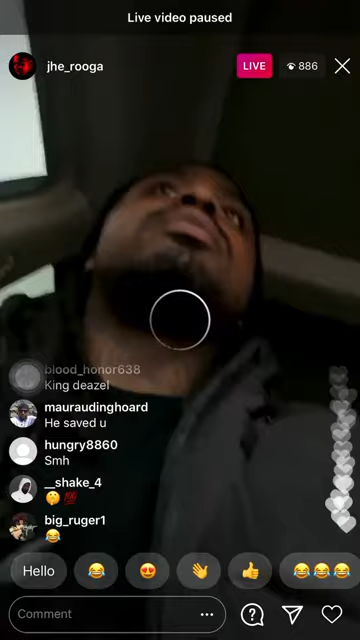 Live video paused
jhe_rooga
LIVE
886
blood_honor638
King deazel
mauraudinghoard
He saved u
hungry8860
Smh
__shake_4
🤫💯
big_ruger1
😂
Hello 😂 😍 👋 👍 😂😂😂
Comment